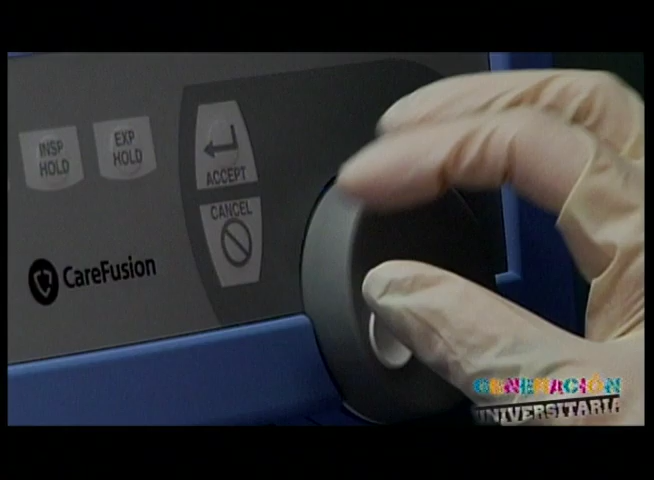 INSP
HOLD
EXP
HOLD
ACCEPT
CANCEL
CareFusion
GENERACIÓN
UNIVERSITARIA